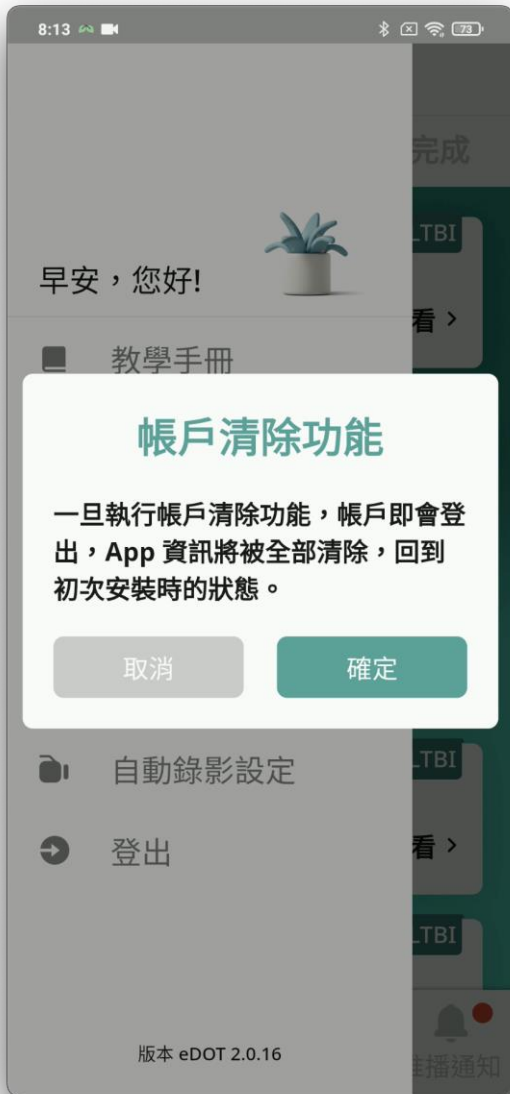 8:13
73
完成
LTBI
早安，您好!
看
教學手冊
帳戶清除功能
一旦執行帳戶清除功能，帳戶即會登
出，App 資訊將被全部清除，回到
初次安裝時的狀態。
取消
確定
自動錄影設定
LTBI
看
登出
LTBI
版本 eDOT 2.0.16
推播通知